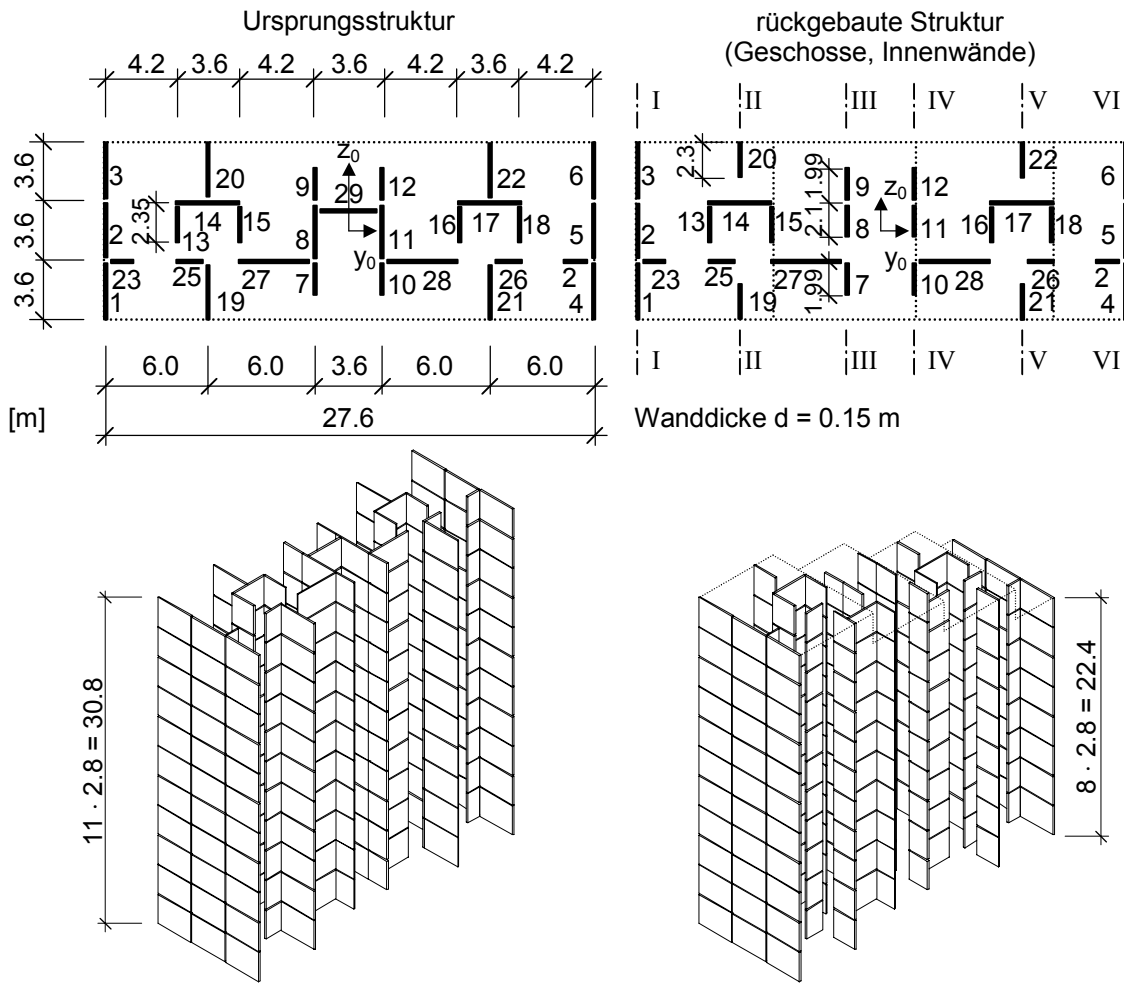 Ursprungsstruktur
rückgebaute Struktur
(Geschosse, Innenwände)
4.2 3.6 4.2 3.6 4.2 3.6 4.2
I II III IV V VI
3.6
3.6
3.6
3 20 9 29 z0 12 22 6
2.35
14 15 16 17 18
2 13 8 11 5
y0
23 25 27 7 10 28 26 2
1 19 21 4
2.3
20 1.99 z0 22
3 9 12 6
13 14 15 2.1 16 17 18
2 8 11 5
y0
23 25 27 7 10 28 26 2
1 19 1.99 21 4
I II III IV V VI
6.0 6.0 3.6 6.0 6.0
[m]
27.6
Wanddicke d = 0.15 m
11 · 2.8 = 30.8
8 · 2.8 = 22.4